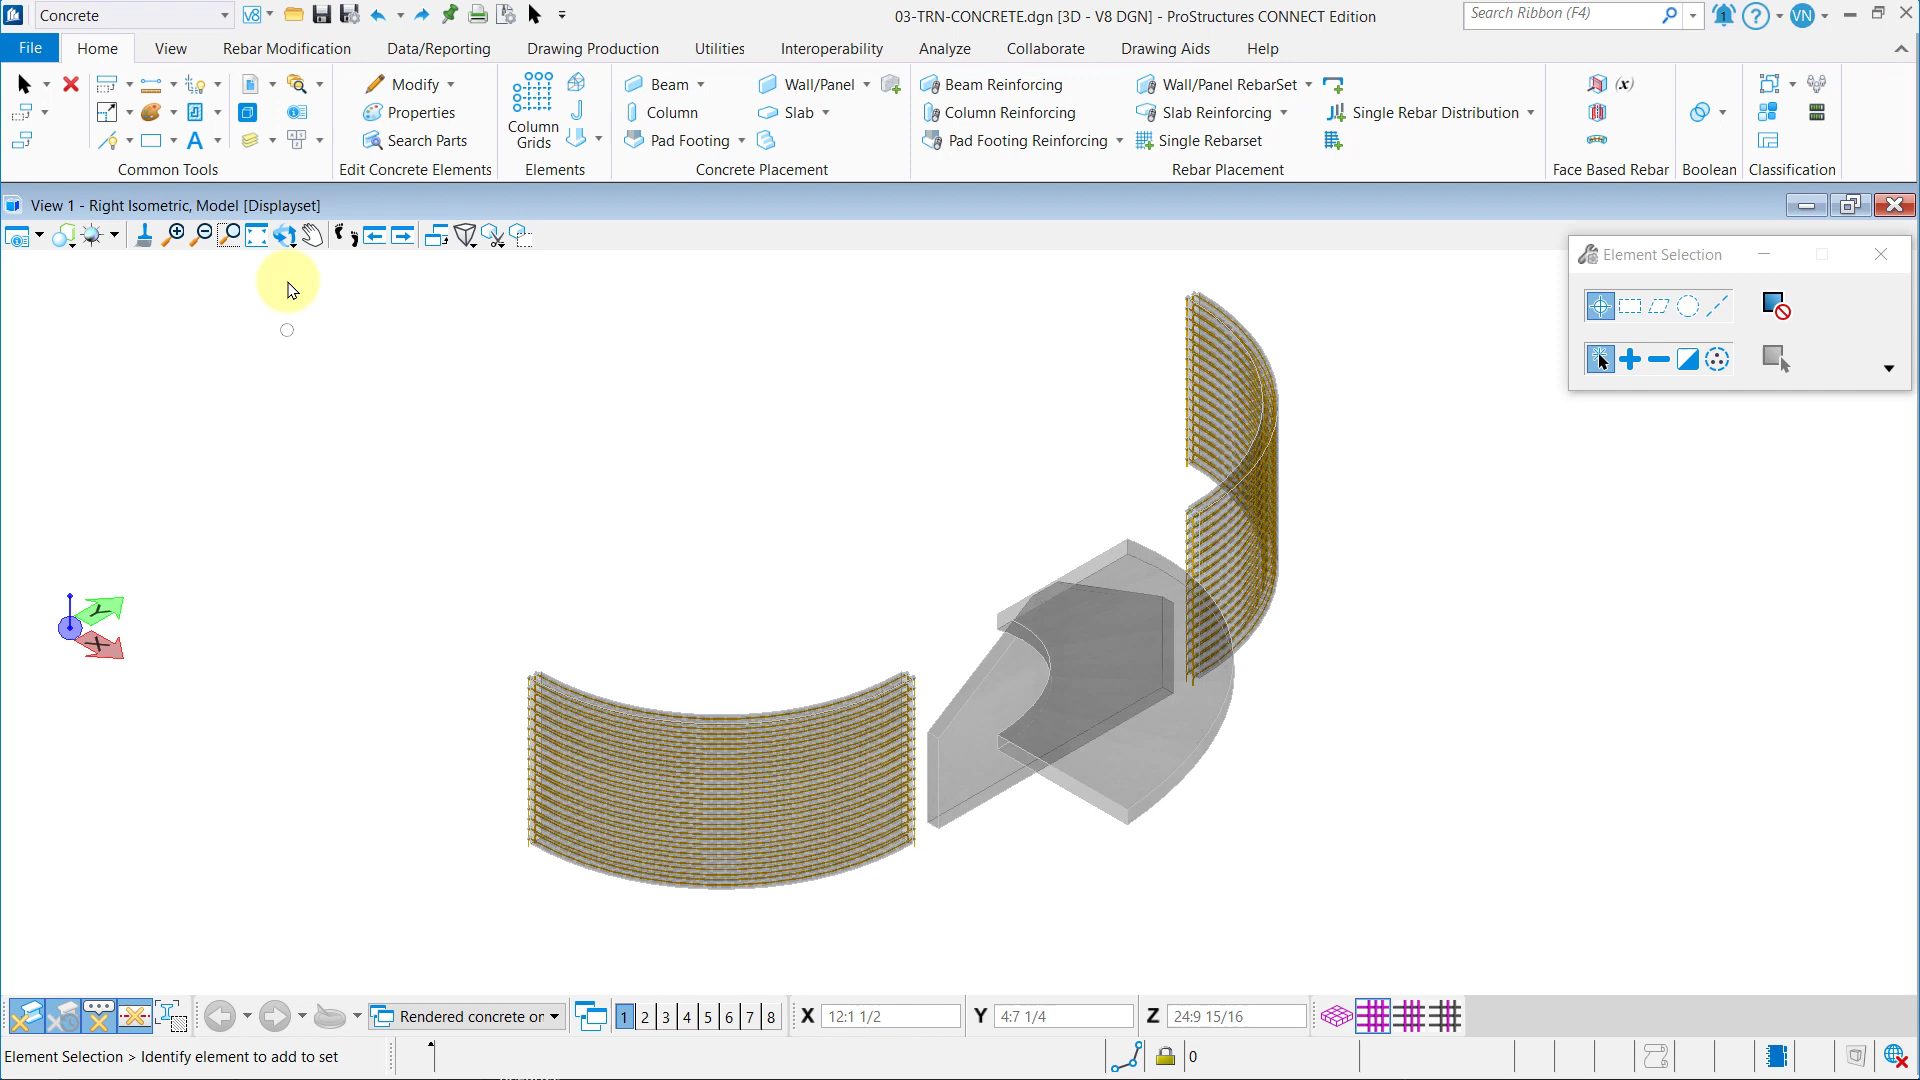 Concrete
03-TRN-CONCRETE.dgn [3D - V8 DGN] - ProStructures CONNECT Edition
Search Ribbon (F4)
VN
File
Home
View
Rebar Modification
Data/Reporting
Drawing Production
Utilities
Interoperability
Analyze
Collaborate
Drawing Aids
Help
Modify
Properties
Search Parts
Column
Grids
Beam
Column
Pad Footing
Wall/Panel
Slab
Beam Reinforcing
Column Reinforcing
Pad Footing Reinforcing
Wall/Panel RebarSet
Slab Reinforcing
Single Rebarset
Single Rebar Distribution
(x)
Common Tools
Edit Concrete Elements
Elements
Concrete Placement
Rebar Placement
Face Based Rebar
Boolean
Classification
View 1 - Right Isometric, Model [Displayset]
Element Selection
Y
X
Rendered concrete or
1 2 3 4 5 6 7 8
X 12:1 1/2
Y 4:7 1/4
Z 24:9 15/16
Element Selection > Identify element to add to set
0